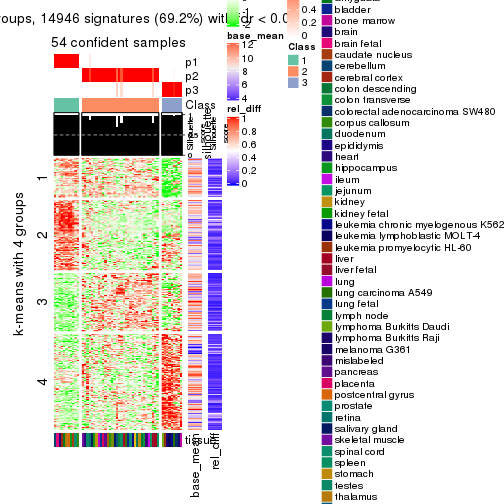 oups, 14946 signatures (69.2%) with fdr < 0.0
54 confident samples
p1
p2
p3
Class
Silhouette
score
silhouette
k-means with 4 groups
1
2
3
4
tissue
base_mean
rel_diff
2
base_mean
12
10
8
6
4
rel_diff
1
0.8
0.6
0.4
0.2
0
0.4
0.2
0
Class
1
2
3
bladder
bone marrow
brain
brain fetal
caudate nucleus
cerebellum
cerebral cortex
colon descending
colon transverse
colorectal adenocarcinoma SW480
corpus callosum
duodenum
epididymis
heart
hippocampus
ileum
jejunum
kidney
kidney fetal
leukemia chronic myelogenous K562
leukemia lymphoblastic MOLT-4
leukemia promyelocytic HL-60
liver
liver fetal
lung
lung carcinoma A549
lung fetal
lymph node
lymphoma Burkitts Daudi
lymphoma Burkitts Raji
melanoma G361
mislabeled
pancreas
placenta
postcentral gyrus
prostate
retina
salivary gland
skeletal muscle
spinal cord
spleen
stomach
testes
thalamus